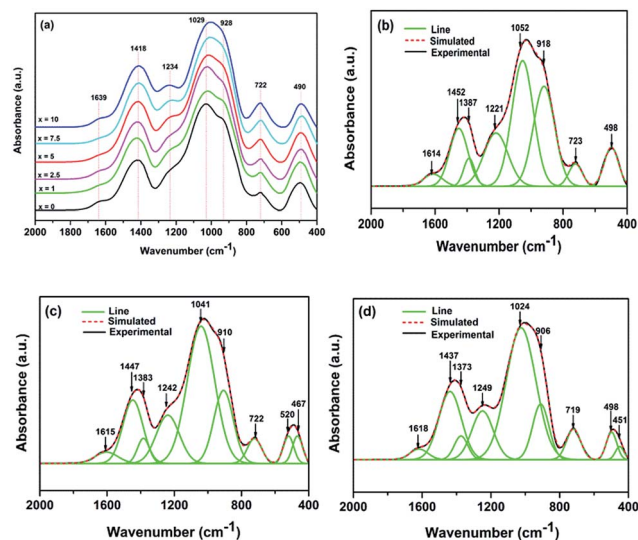 (a)
1029 928
1418
1234
1639
722
490
x = 10
x = 7.5
x = 5
x = 2.5
x = 1
x = 0
Absorbance (a.u.)
2000 1600 1200 800 400
Wavenumber (cm-1)
(b)
Line
Simulated
Experimental
1052
918
1452
1387
1221
1614
723
498
Absorbance (a.u.)
2000 1600 1200 800 400
Wavenumber (cm-1)
(c)
Line
Simulated
Experimental
1041
910
1447
1383
1242
1615
722
520
467
Absorbance (a.u.)
2000 1600 1200 800 400
Wavenumber (cm-1)
(d)
Line
Simulated
Experimental
1024
906
1437
1373
1249
1618
719
498
451
Absorbance (a.u.)
2000 1600 1200 800 400
Wavenumber (cm-1)